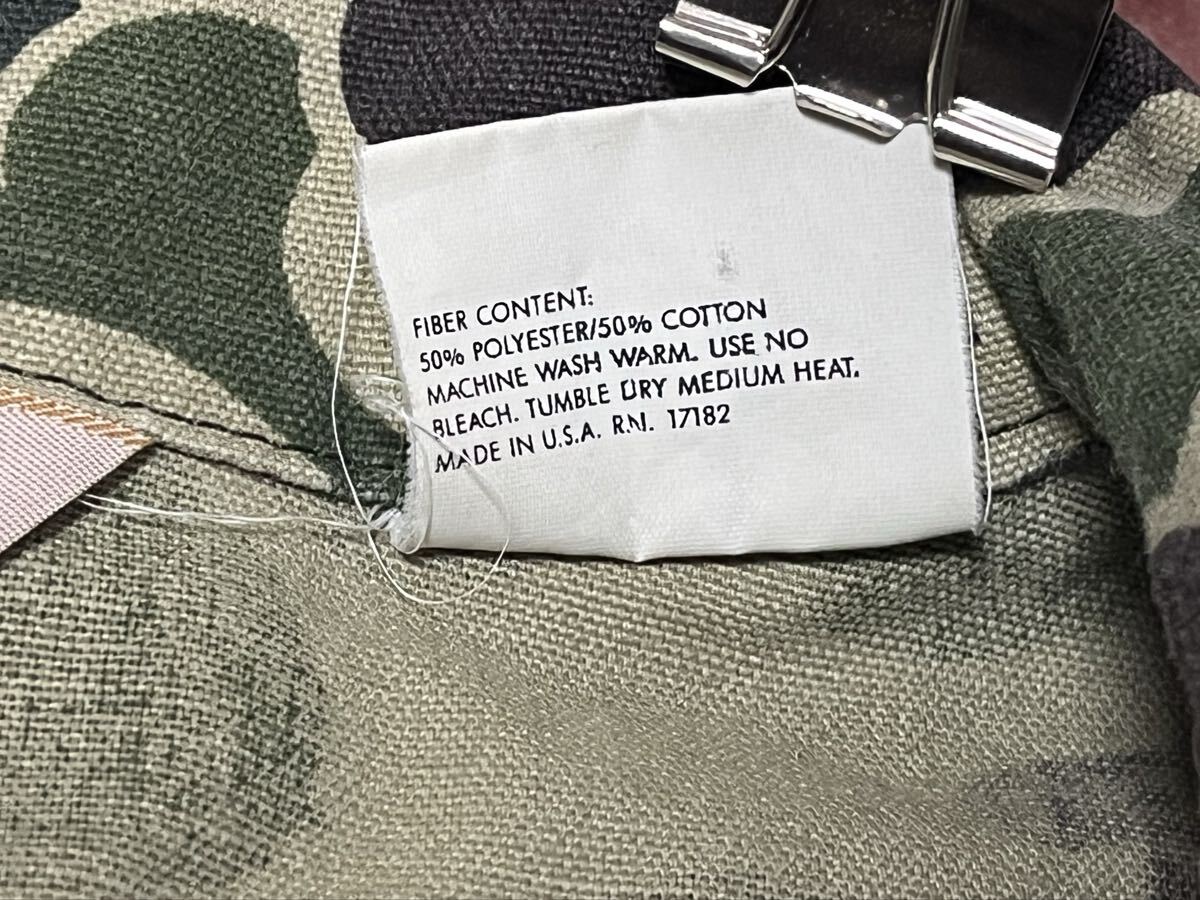 FIBER CONTENT:
50% POLYESTER/50% COTTON
MACHINE WASH WARM. USE NO
BLEACH. TUMBLE DRY MEDIUM HEAT.
MADE IN U.S.A. R.N. 17182